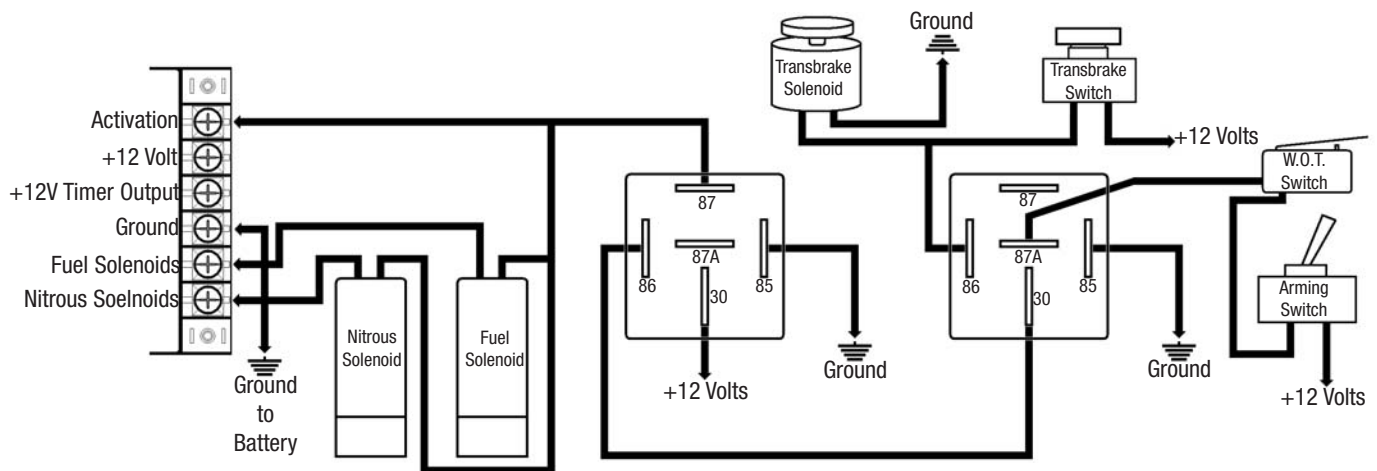 Activation
+12 Volt
+12V Timer Output
Ground
Fuel Solenoids
Nitrous Soelnoids
Ground
to
Battery
Nitrous
Solenoid
Fuel
Solenoid
87
87A
86
85
30
+12 Volts
Ground
Transbrake
Solenoid
Ground
Transbrake
Switch
+12 Volts
87
87A
86
85
30
Ground
W.O.T.
Switch
Arming
Switch
+12 Volts